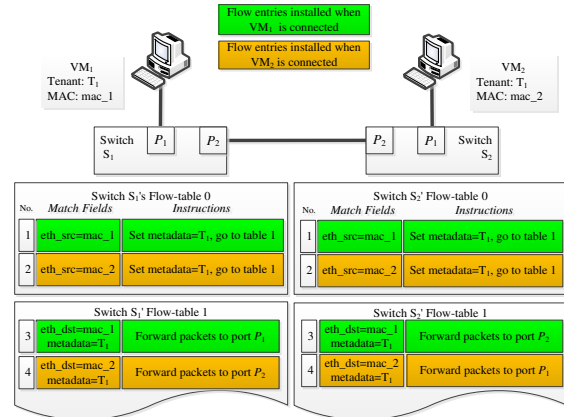 Flow entries installed when
VM1 is connected
Flow entries installed when
VM2 is connected
VM1
Tenant: T1
MAC: mac_1
VM2
Tenant: T1
MAC: mac_2
Switch
S1
P1
P2
P2
P1
Switch
S2
Switch S1's Flow-table 0
No. Match Fields Instructions
1 eth_src=mac_1 Set metadata=T1, go to table 1
2 eth_src=mac_2 Set metadata=T1, go to table 1
Switch S2' Flow-table 0
No. Match Fields Instructions
1 eth_src=mac_1 Set metadata=T1, go to table 1
2 eth_src=mac_2 Set metadata=T1, go to table 1
Switch S1' Flow-table 1
3 eth_dst=mac_1
metadata=T1 Forward packets to port P1
4 eth_dst=mac_2
metadata=T1 Forward packets to port P2
Switch S2' Flow-table 1
3 eth_dst=mac_1
metadata=T1 Forward packets to port P2
4 eth_dst=mac_2
metadata=T1 Forward packets to port P1